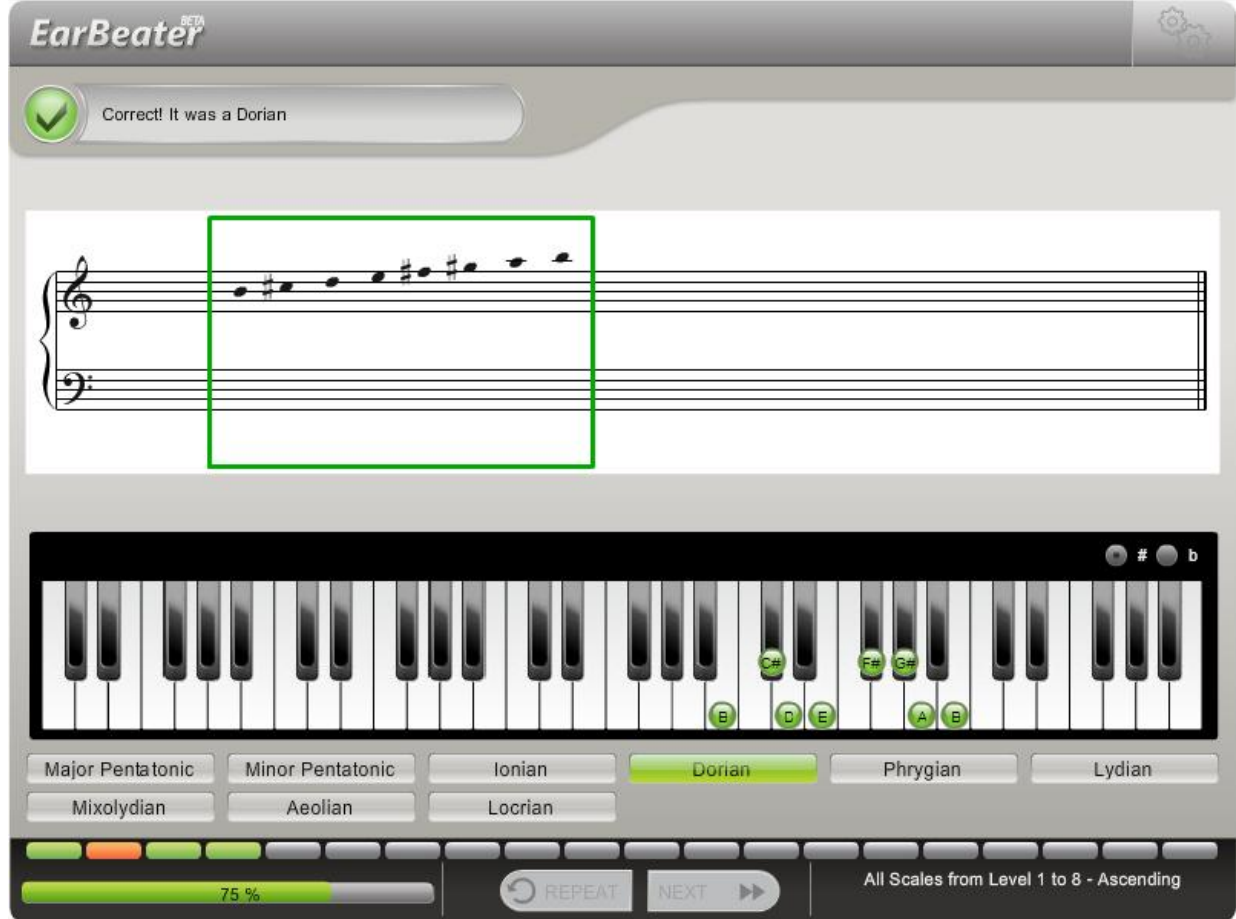 EarBeater BETA
Correct! It was a Dorian
# b
C# F# G#
B D E A B
Major Pentatonic Minor Pentatonic Ionian Dorian Phrygian Lydian
Mixolydian Aeolian Locrian
75 % REPEAT NEXT All Scales from Level 1 to 8 - Ascending